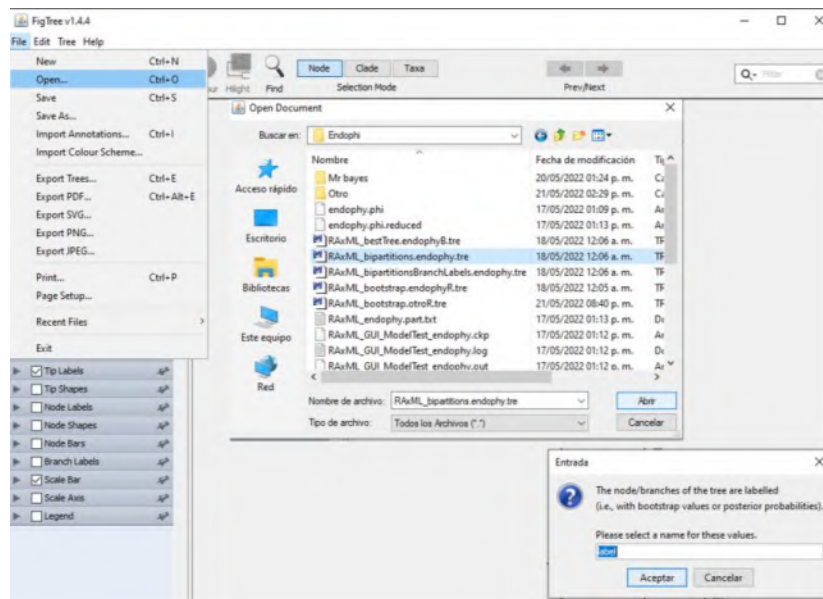 FigTree v1.4.4
File Edit Tree Help
New Ctrl+N
Open... Ctrl+O
Save Ctrl+S
Save As...
Import Annotations... Ctrl+I
Import Colour Scheme...
Export Trees... Ctrl+E
Export PDF... Ctrl+Alt+E
Export SVG...
Export PNG...
Export JPEG...
Print... Ctrl+P
Page Setup...
Recent Files
Exit
Hilight Find
Node Clade Taxa
Selection Mode
Prev/Next
Filter
Open Document
Buscar en: Endophi
Acceso rápido
Escritorio
Bibliotecas
Este equipo
Red
Nombre Fecha de modificación
Mr bayes 20/05/2022 01:24 p. m.
Otro 21/05/2022 02:29 p. m.
endophy.phi 17/05/2022 01:09 p. m.
endophy.phi.reduced 17/05/2022 01:13 p. m.
RAxML_bestTree.endophyB.tre 18/05/2022 12:06 a. m.
RAxML_bipartitions.endophy.tre 18/05/2022 12:06 a. m.
RAxML_bipartitionsBranchLabels.endophy.tre 18/05/2022 12:06 a. m.
RAxML_bootstrap.endophyR.tre 18/05/2022 12:05 a. m.
RAxML_bootstrap.otroR.tre 21/05/2022 08:40 p. m.
RAxML_endophy.part.txt 17/05/2022 01:13 p. m.
RAxML_GUI_ModelTest_endophy.ckp 17/05/2022 01:12 p. m.
RAxML_GUI_ModelTest_endophy.log 17/05/2022 01:12 p. m.
RAxML_GUI_ModelTest_endophy.out 17/05/2022 01:12 p. m.
Nombre de archivo: RAxML_bipartitions.endophy.tre Abrir
Tipo de archivo: Todos los Archivos (*.*) Cancelar
Tip Labels
Tip Shapes
Node Labels
Node Shapes
Node Bars
Branch Labels
Scale Bar
Scale Axis
Legend
Entrada
The node/branches of the tree are labelled
(i.e., with bootstrap values or posterior probabilities).
Please select a name for these values.
label
Aceptar Cancelar